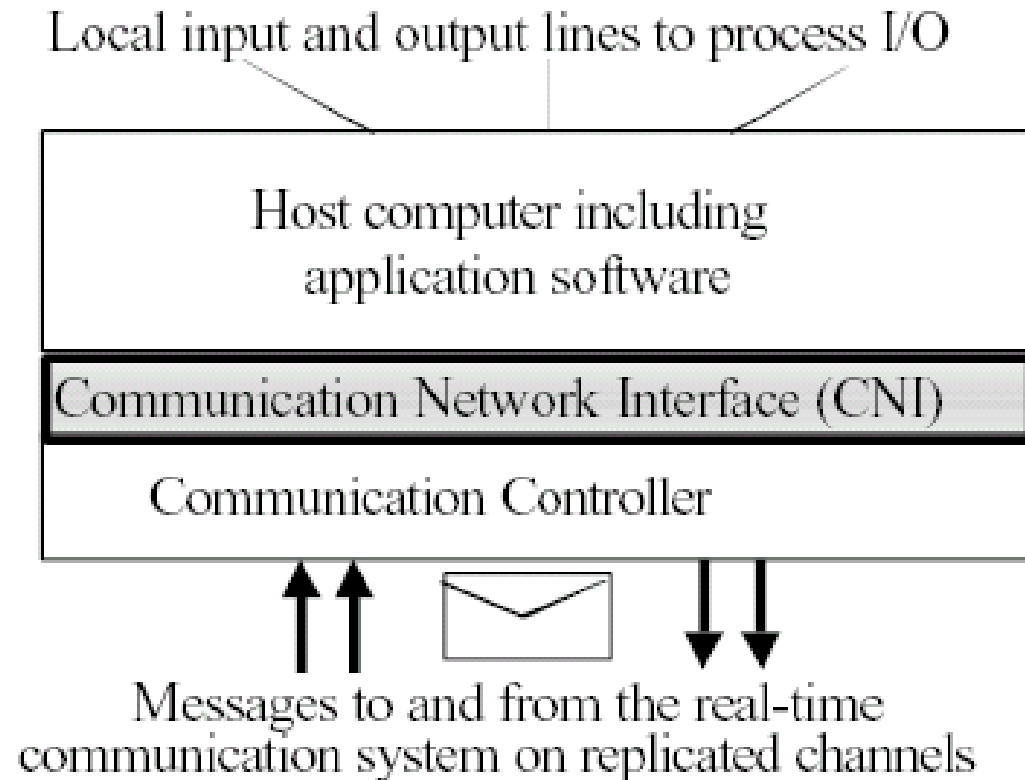 Local input and output lines to process I/O
Host computer including
application software
Communication Network Interface (CNI)
Communication Controller
Messages to and from the real-time
communication system on replicated channels